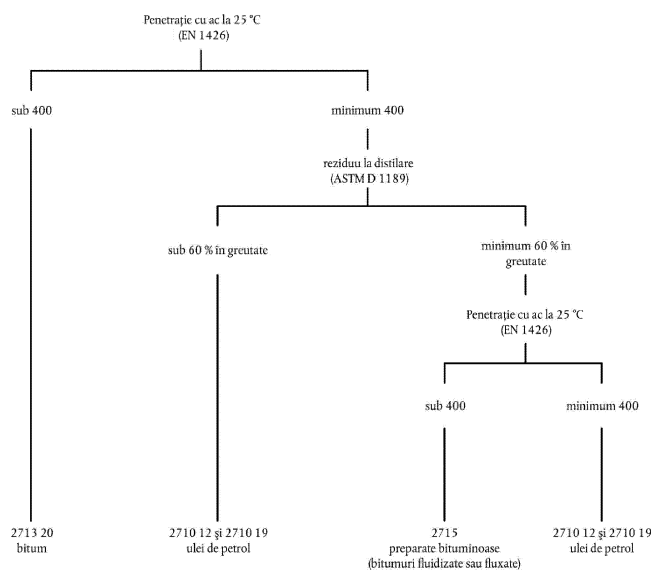 Penetrație cu ac la 25 °C
(EN 1426)
sub 400
minimum 400
reziduu la distilare
(ASTM D 1189)
sub 60 % în greutate
minimum 60 % în
greutate
Penetrație cu ac la 25 °C
(EN 1426)
sub 400
minimum 400
2713 20
bitum
2710 12 şi 2710 19
ulei de petrol
2715
preparate bituminoase
(bitumuri fluidizate sau fluxate)
2710 12 şi 2710 19
ulei de petrol